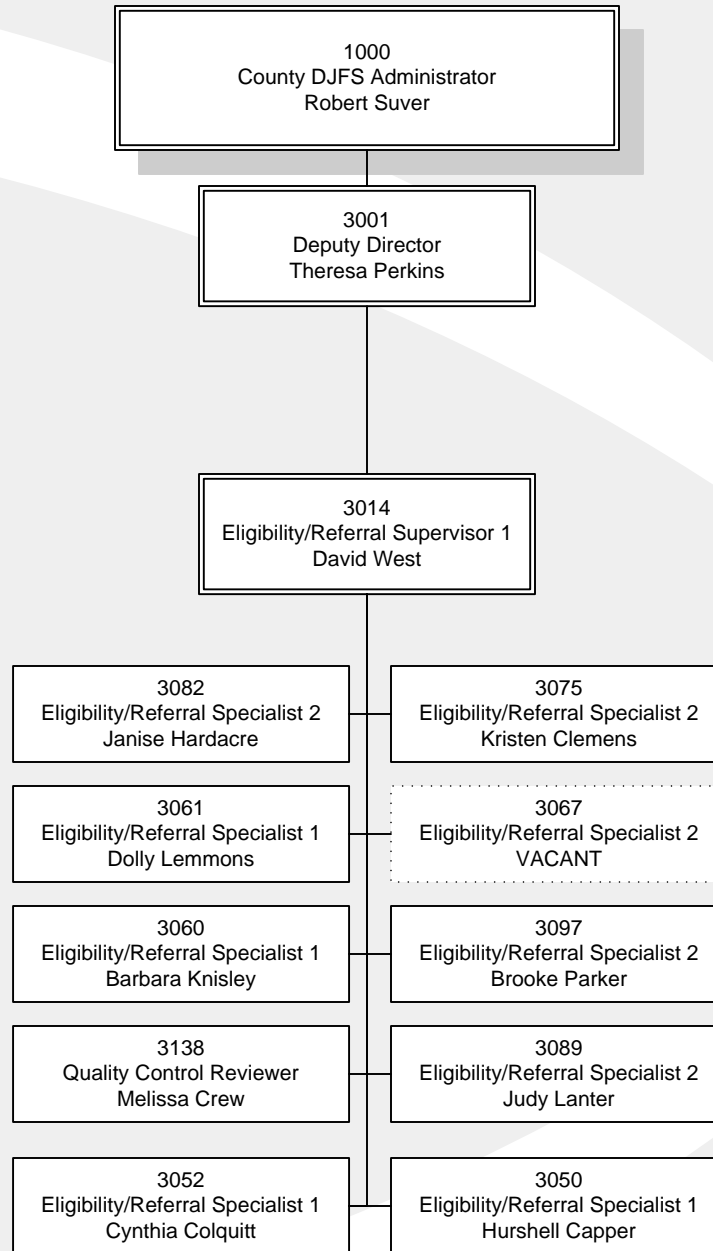 1000
County DJFS Administrator
Robert Suver
3001
Deputy Director
Theresa Perkins
3014
Eligibility/Referral Supervisor 1
David West
3082
Eligibility/Referral Specialist 2
Janise Hardacre
3075
Eligibility/Referral Specialist 2
Kristen Clemens
3061
Eligibility/Referral Specialist 1
Dolly Lemmons
3067
Eligibility/Referral Specialist 2
VACANT
3060
Eligibility/Referral Specialist 1
Barbara Knisley
3097
Eligibility/Referral Specialist 2
Brooke Parker
3138
Quality Control Reviewer
Melissa Crew
3089
Eligibility/Referral Specialist 2
Judy Lanter
3052
Eligibility/Referral Specialist 1
Cynthia Colquitt
3050
Eligibility/Referral Specialist 1
Hurshell Capper